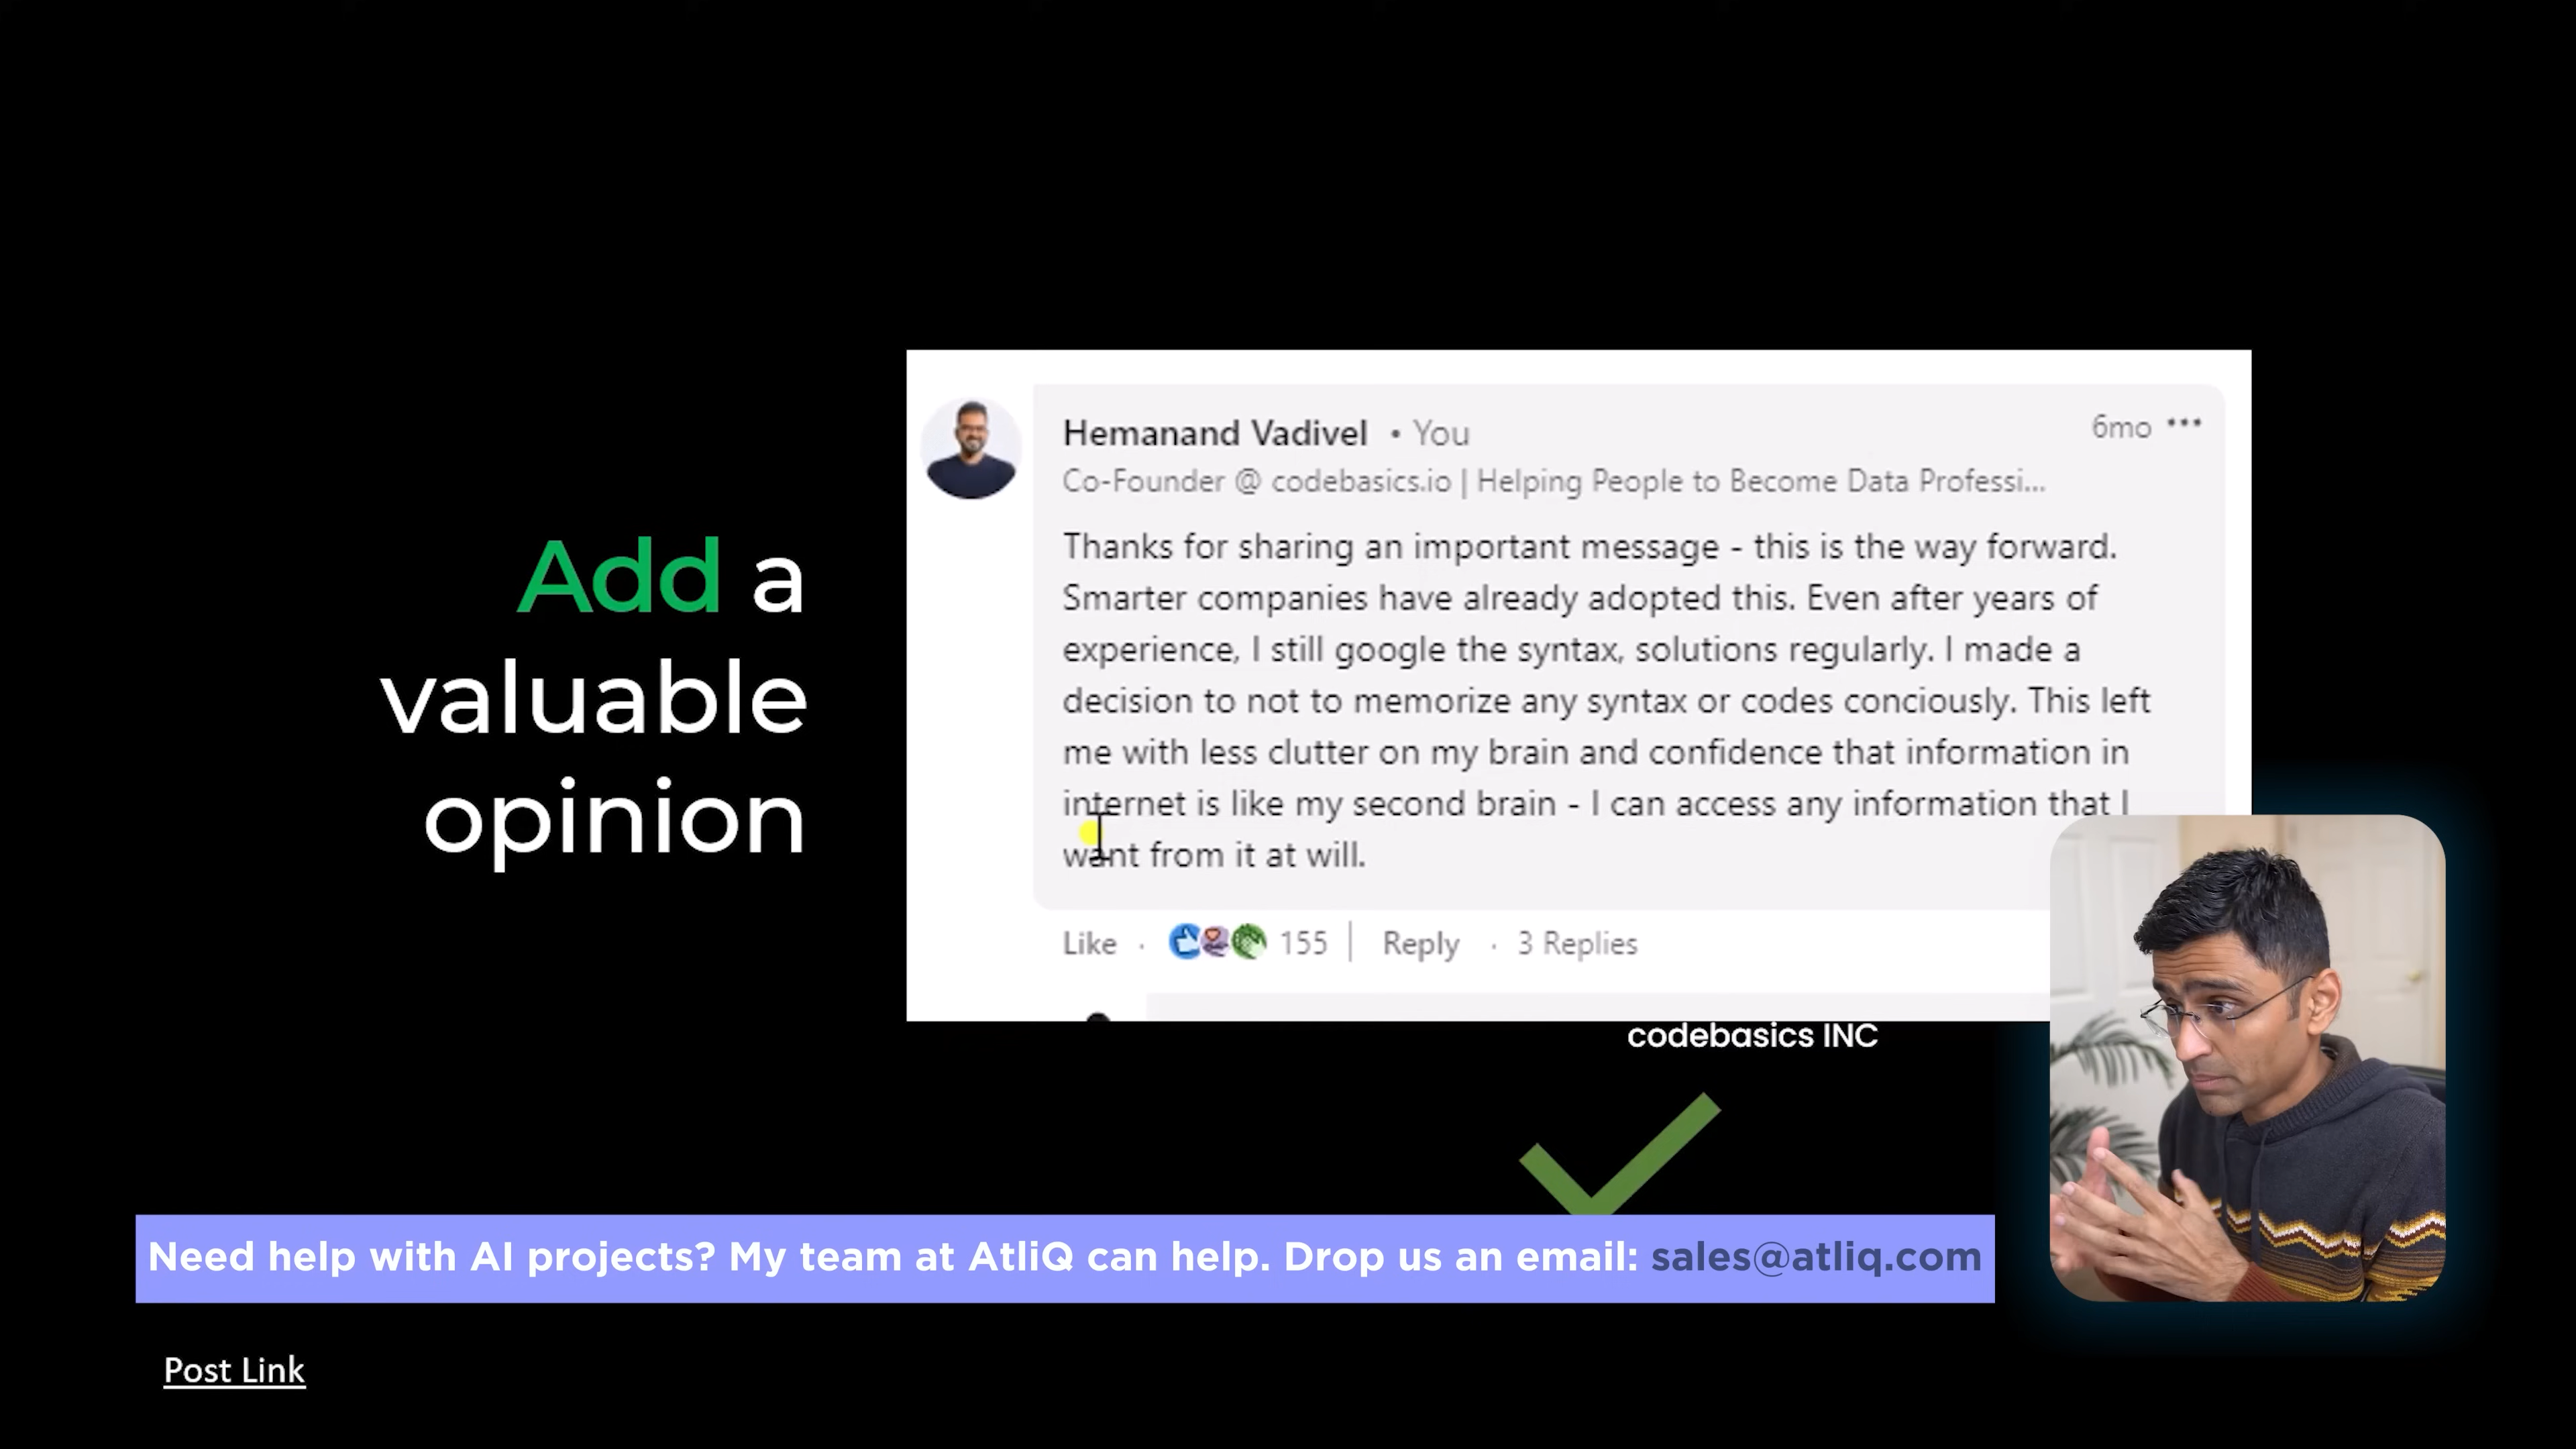 Add a
valuable
opinion
Hemanand Vadivel • You
6mo •••
Co-Founder @ codebasics.io | Helping People to Become Data Professi...
Thanks for sharing an important message - this is the way forward.
Smarter companies have already adopted this. Even after years of
experience, I still google the syntax, solutions regularly. I made a
decision to not to memorize any syntax or codes conciously. This left
me with less clutter on my brain and confidence that information in
internet is like my second brain - I can access any information that I
want from it at will.
Like · 155 | Reply · 3 Replies
codebasics INC
Need help with AI projects? My team at AtliQ can help. Drop us an email: sales@atliq.com
Post Link